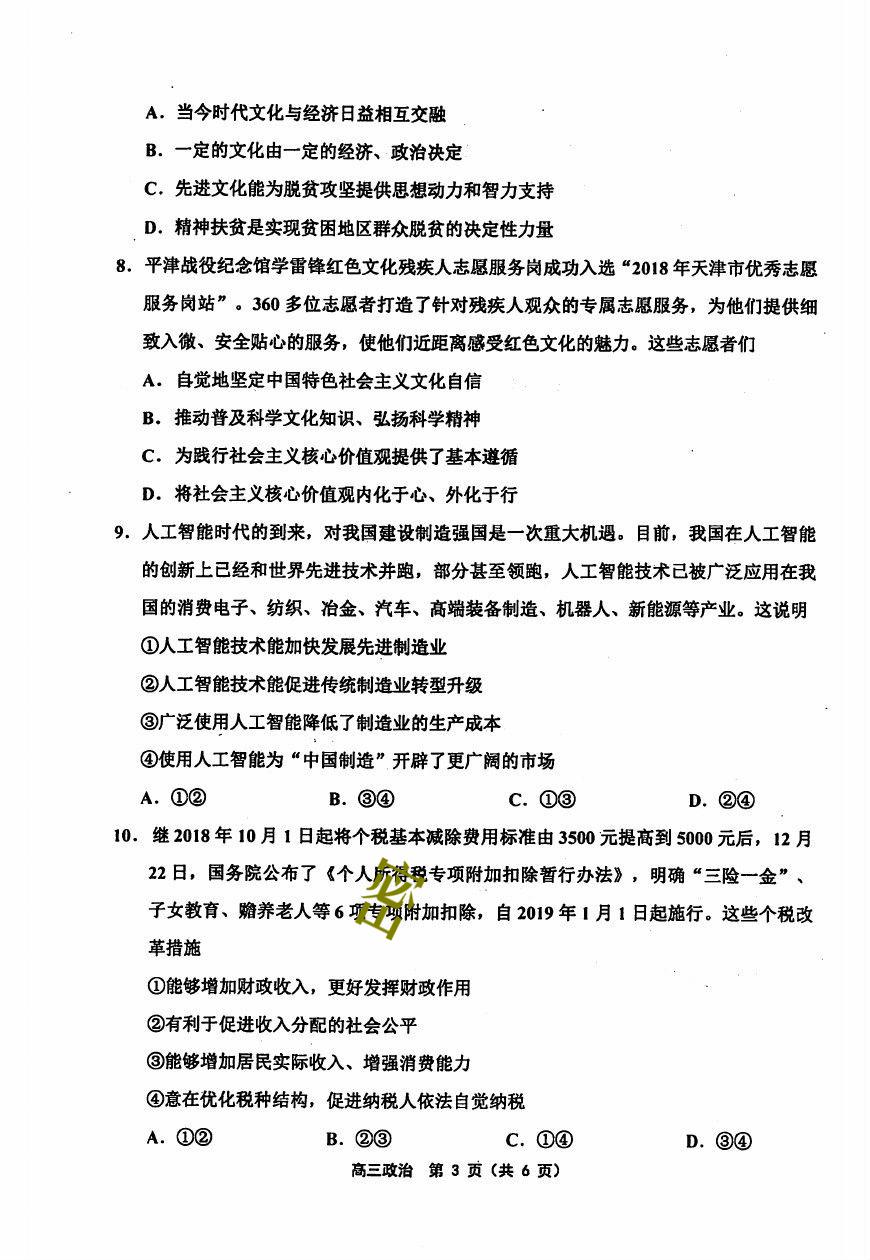 A．当今时代文化与经济日益相互交融
B．一定的文化由一定的经济、政治决定
C．先进文化能为脱贫攻坚提供思想动力和智力支持
D．精神扶贫是实现贫困地区群众脱贫的决定性力量
8．平津战役纪念馆学雷锋红色文化残疾人志愿服务岗成功入选“2018 年天津市优秀志愿
服务岗站”。360 多位志愿者打造了针对残疾人观众的专属志愿服务，为他们提供细
致入微、安全贴心的服务，使他们近距离感受红色文化的魅力。这些志愿者们
A．自觉地坚定中国特色社会主义文化自信
B．推动普及科学文化知识、弘扬科学精神
C．为践行社会主义核心价值观提供了基本遵循
D．将社会主义核心价值观内化于心、外化于行
9．人工智能时代的到来，对我国建设制造强国是一次重大机遇。目前，我国在人工智能
的创新上已经和世界先进技术并跑，部分甚至领跑，人工智能技术已被广泛应用在我
国的消费电子、纺织、冶金、汽车、高端装备制造、机器人、新能源等产业。这说明
①人工智能技术能加快发展先进制造业
②人工智能技术能促进传统制造业转型升级
③广泛使用人工智能降低了制造业的生产成本
④使用人工智能为“中国制造”开辟了更广阔的市场
A．①② B．③④ C．①③ D．②④
10．继 2018 年 10 月 1 日起将个税基本减除费用标准由 3500 元提高到 5000 元后，12 月
22 日，国务院公布了《个人所得税专项附加扣除暂行办法》，明确“三险一金”、
子女教育、赡养老人等 6 项专项附加扣除，自 2019 年 1 月 1 日起施行。这些个税改
革措施
①能够增加财政收入，更好发挥财政作用
②有利于促进收入分配的社会公平
③能够增加居民实际收入、增强消费能力
④意在优化税种结构，促进纳税人依法自觉纳税
A．①② B．②③ C．①④ D．③④
高三政治 第 3 页（共 6 页）
密